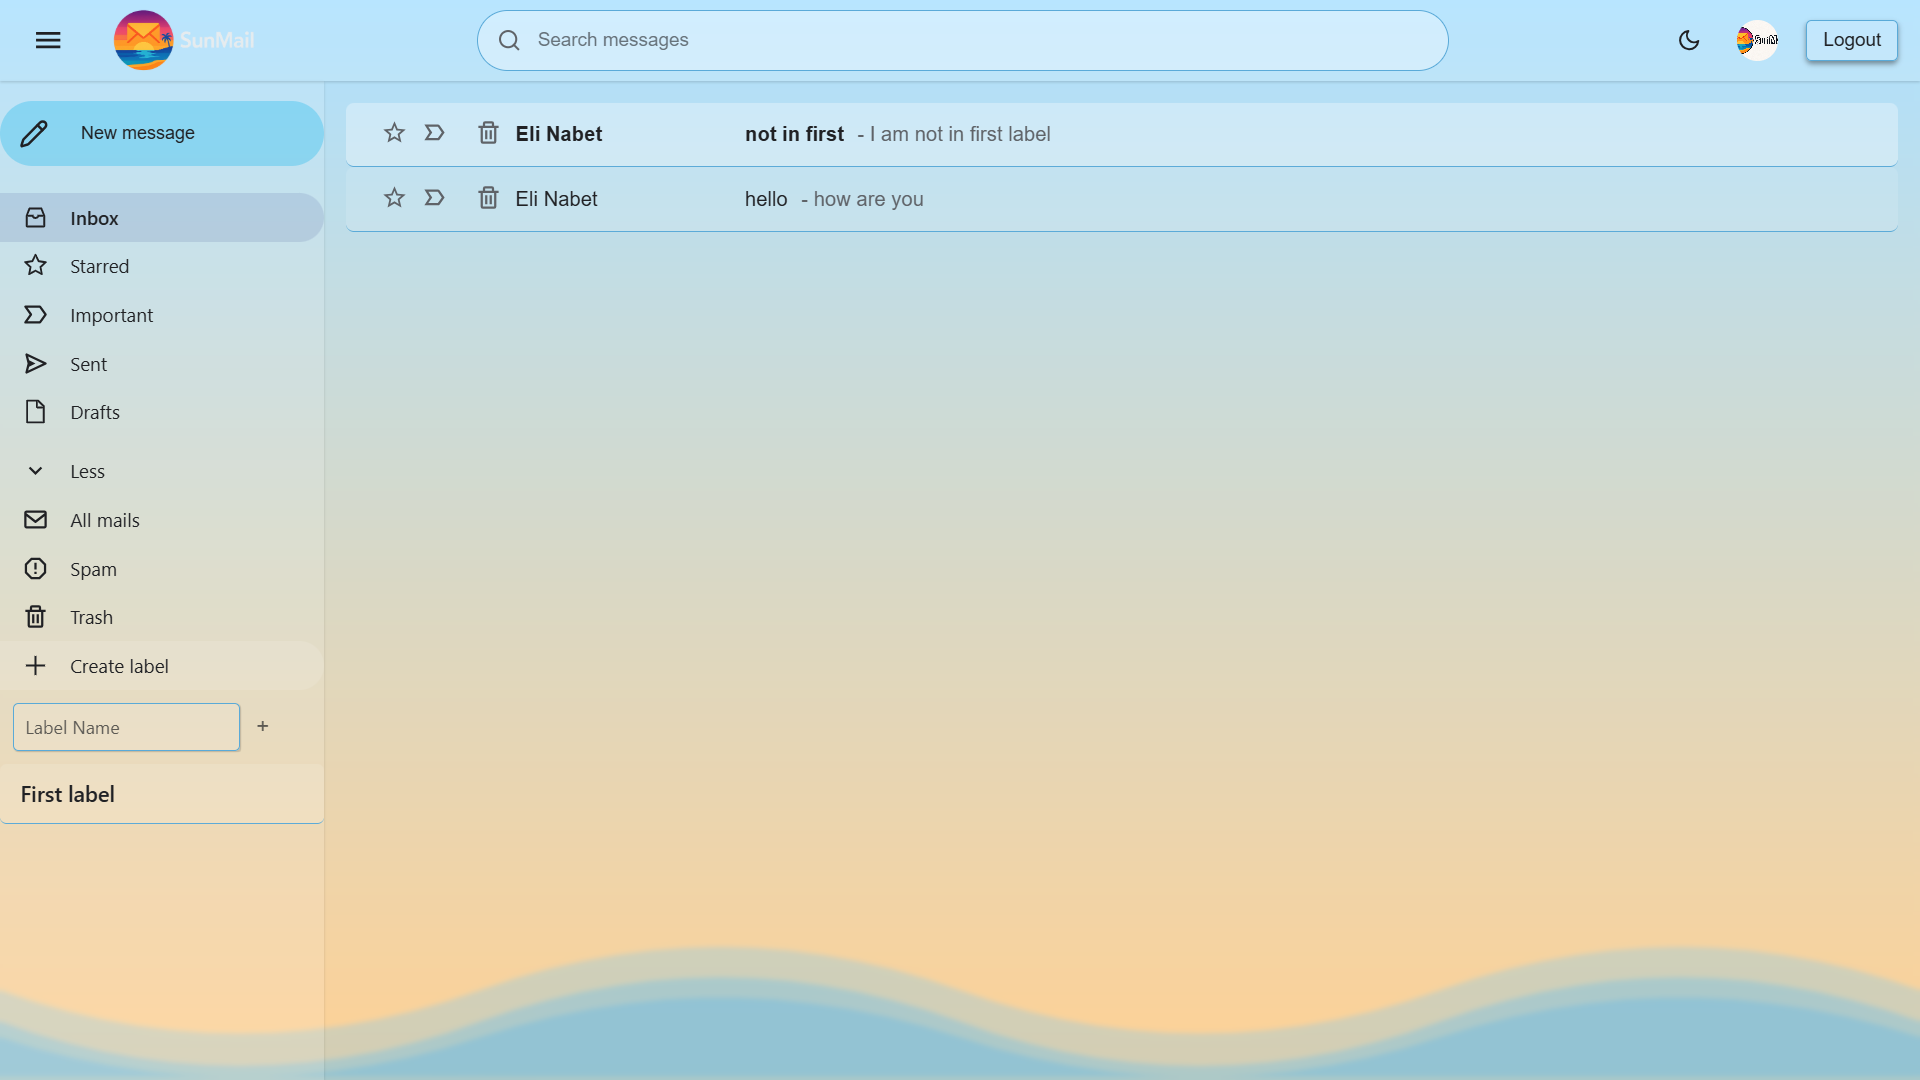 SunMail
Search messages
Logout
New message
Inbox
Starred
Important
Sent
Drafts
Less
All mails
Spam
Trash
Create label
Label Name
+
First label
Eli Nabet not in first - I am not in first label
Eli Nabet hello - how are you